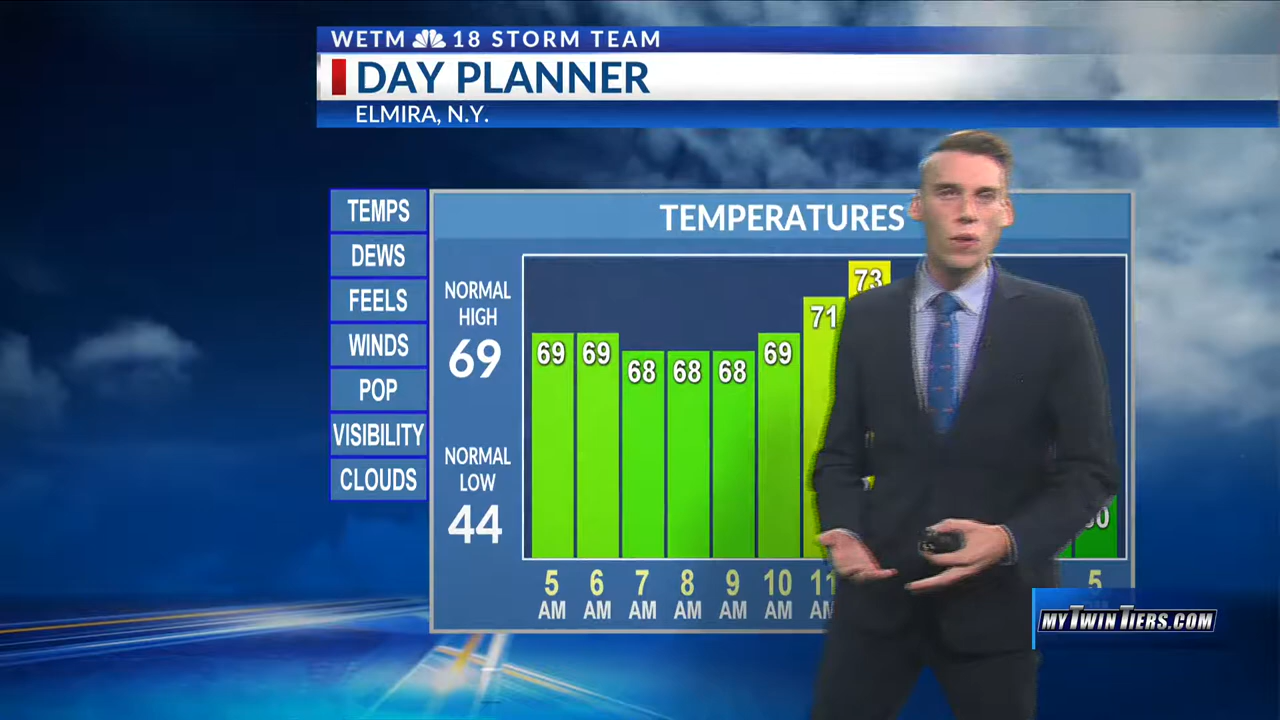 WETM 18 STORM TEAM
DAY PLANNER
ELMIRA, N.Y.
TEMPS
DEWS
FEELS
WINDS
POP
VISIBILITY
CLOUDS
TEMPERATURES
NORMAL
HIGH
69
NORMAL
LOW
44
69 69 68 68 68 69 71 73
5 6 7 8 9 10 11 5
AM AM AM AM AM AM AM
MYTWINTIERS.COM